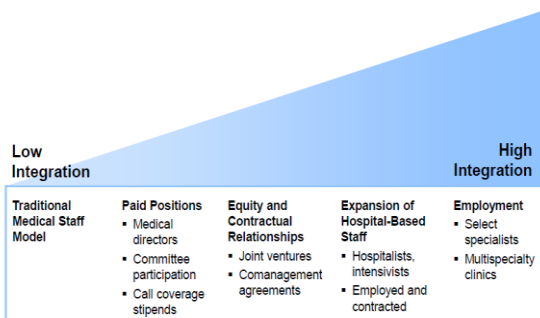 Low
Integration
High
Integration
Traditional
Medical Staff
Model
Paid Positions
▪ Medical
directors
▪ Committee
participation
▪ Call coverage
stipends
Equity and
Contractual
Relationships
▪ Joint ventures
▪ Comanagement
agreements
Expansion of
Hospital-Based
Staff
▪ Hospitalists,
intensivists
▪ Employed and
contracted
Employment
▪ Select
specialists
▪ Multispecialty
clinics